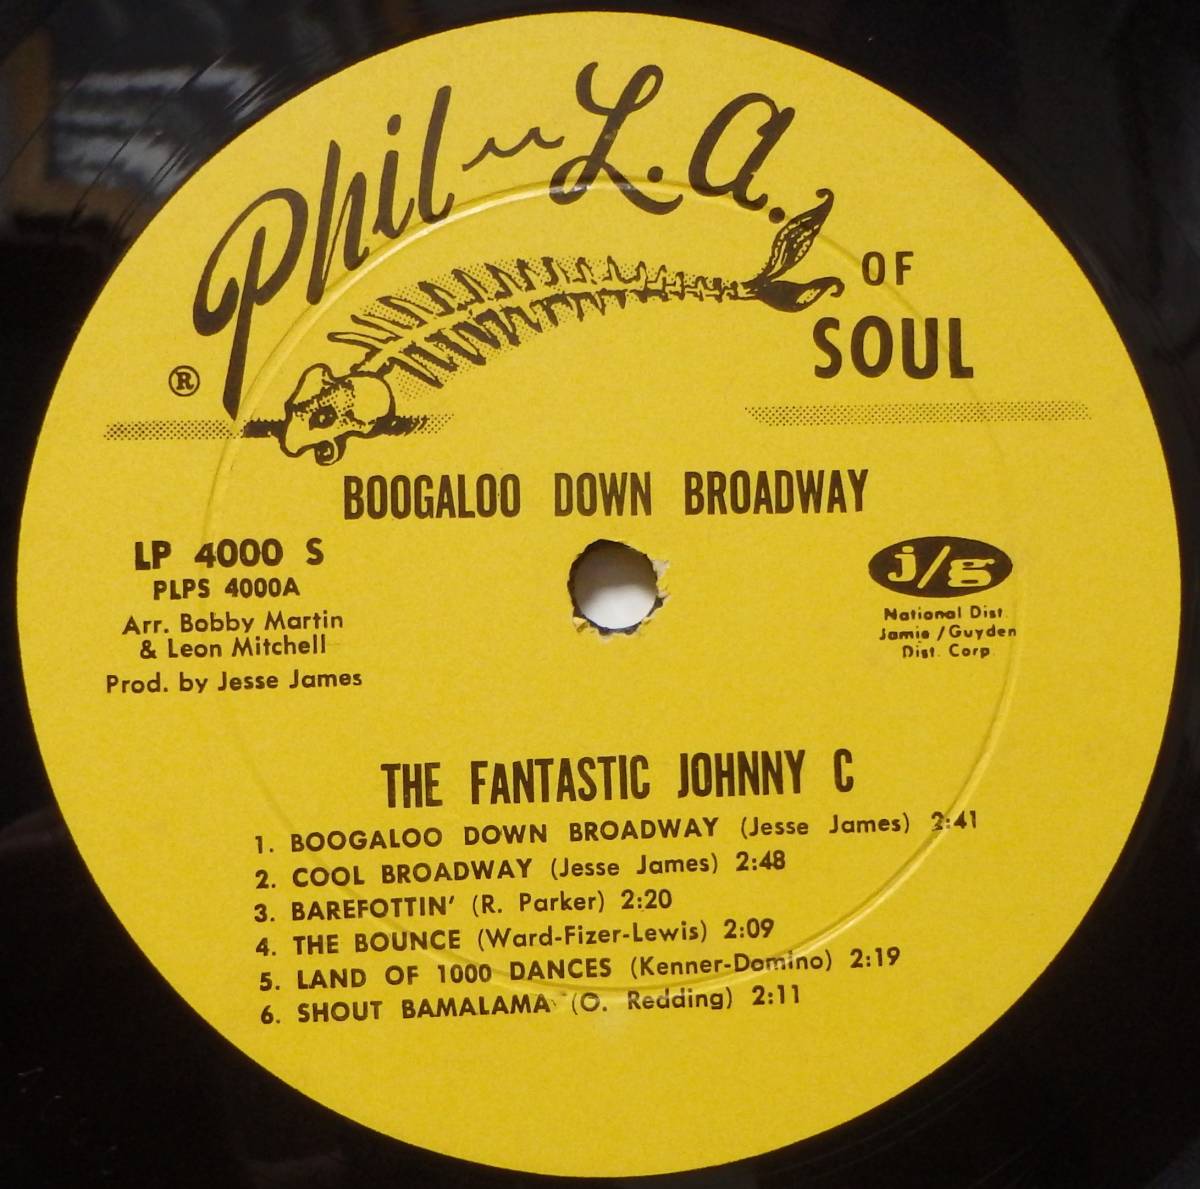 Phil-L.A.
OF
SOUL
®
BOOGALOO DOWN BROADWAY
LP 4000 S
PLPS 4000A
Arr. Bobby Martin
& Leon Mitchell
Prod. by Jesse James
j/g
National Dist.
Jamie/Guyden
Dist. Corp.
THE FANTASTIC JOHNNY C
1. BOOGALOO DOWN BROADWAY (Jesse James) 2:41
2. COOL BROADWAY (Jesse James) 2:48
3. BAREFOTTIN' (R. Parker) 2:20
4. THE BOUNCE (Ward-Fizer-Lewis) 2:09
5. LAND OF 1000 DANCES (Kenner-Domino) 2:19
6. SHOUT BAMALAMA (O. Redding) 2:11